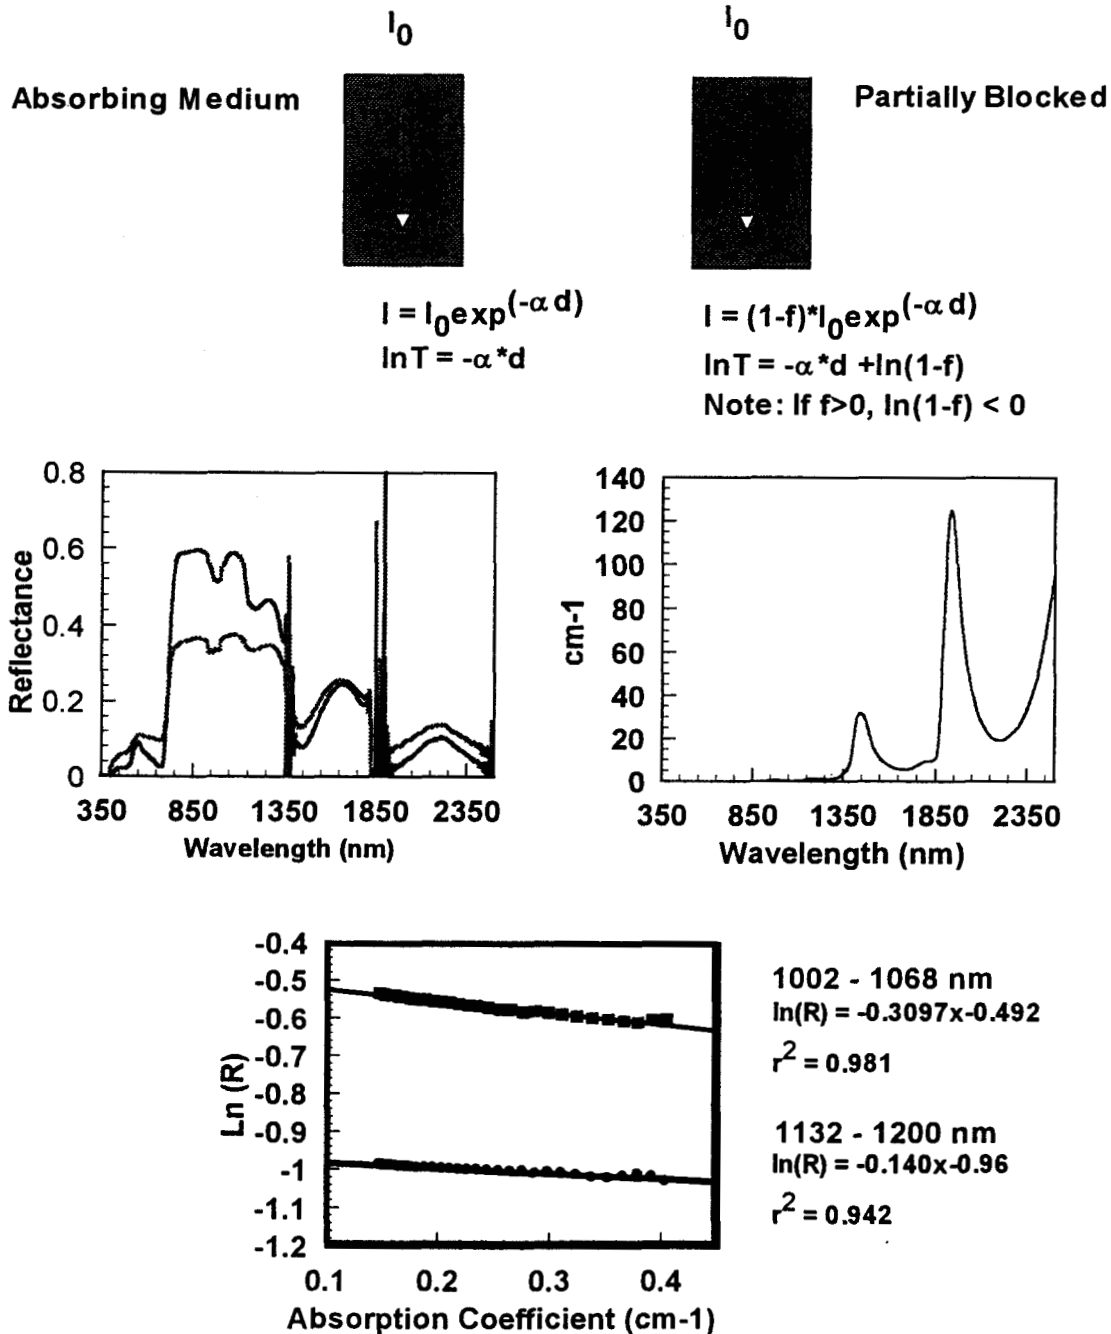 I0 I0
Absorbing Medium Partially Blocked
I = I0exp(-α d)
lnT = -α*d
I = (1-f)*I0exp(-α d)
lnT = -α*d +ln(1-f)
Note: If f>0, ln(1-f) < 0
0.8
0.6
0.4
0.2
0
Reflectance
350 850 1350 1850 2350
Wavelength (nm)
140
120
100
80
60
40
20
0
cm-1
350 850 1350 1850 2350
Wavelength (nm)
-0.4
-0.5
-0.6
-0.7
-0.8
-0.9
-1
-1.1
-1.2
Ln (R)
0.1 0.2 0.3 0.4
Absorption Coefficient (cm-1)
1002 - 1068 nm
ln(R) = -0.3097x-0.492
r2 = 0.981
1132 - 1200 nm
ln(R) = -0.140x-0.96
r2 = 0.942